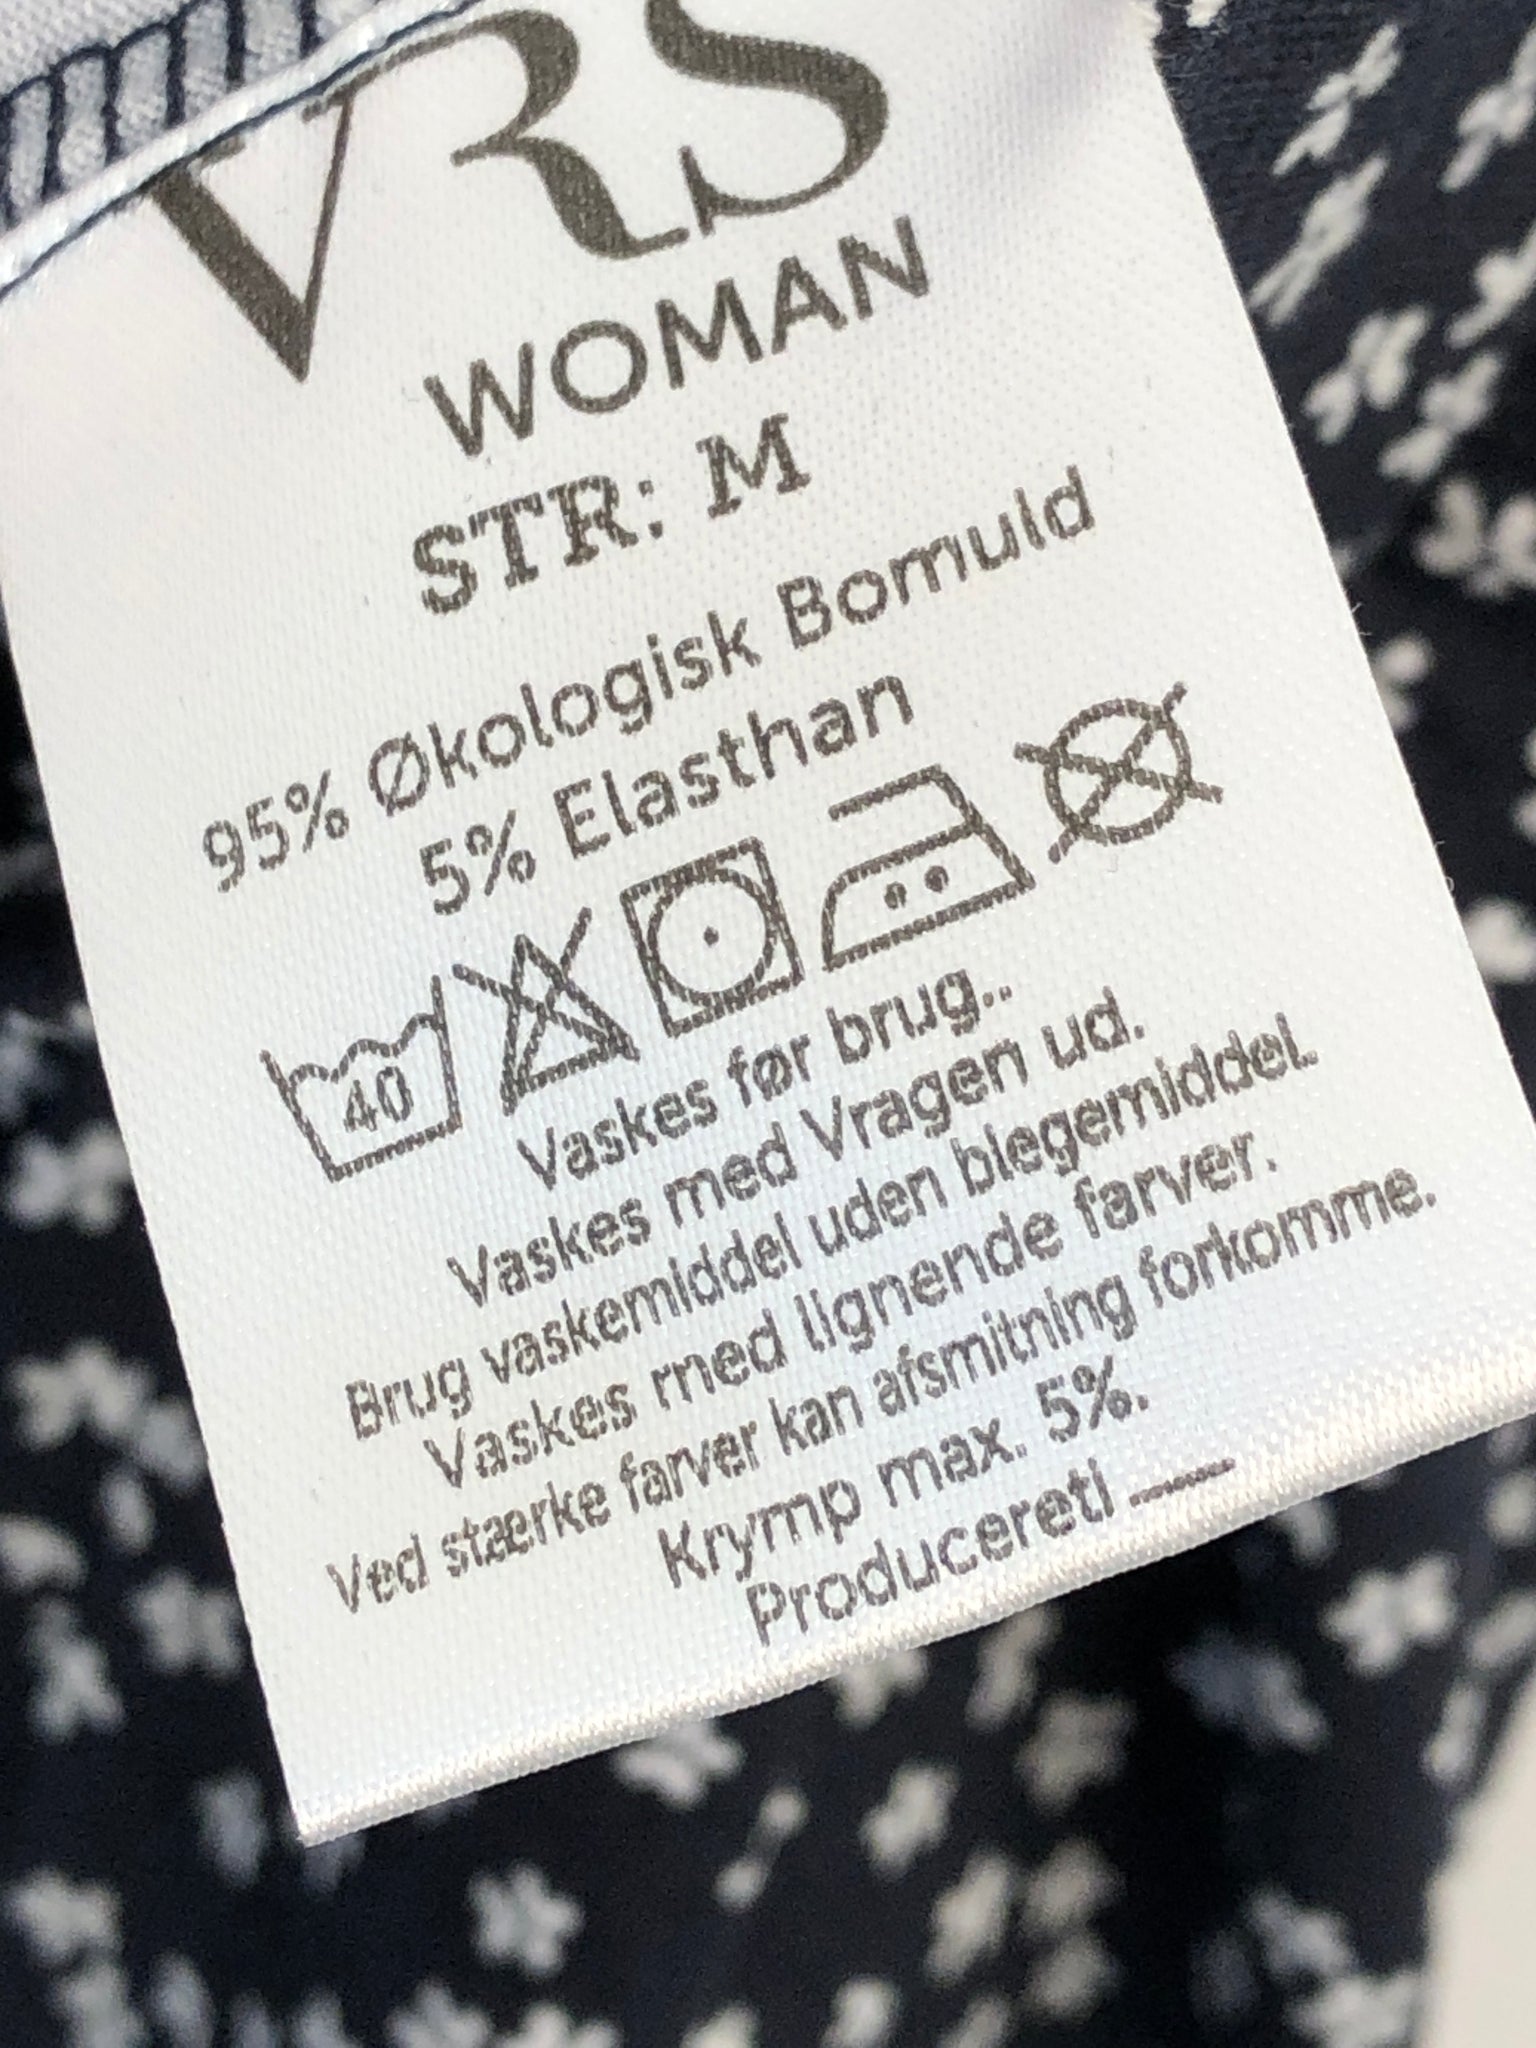 VRS
WOMAN
STR: M
95% Økologisk Bomuld
5% Elasthan
40
Vaskes før brug..
Vaskes med Vragen ud.
Brug vaskemiddel uden blegemiddel.
Vaskes med lignende farver.
Ved stærke farver kan afsmitning forkomme.
Krymp max. 5%.
Produceret i